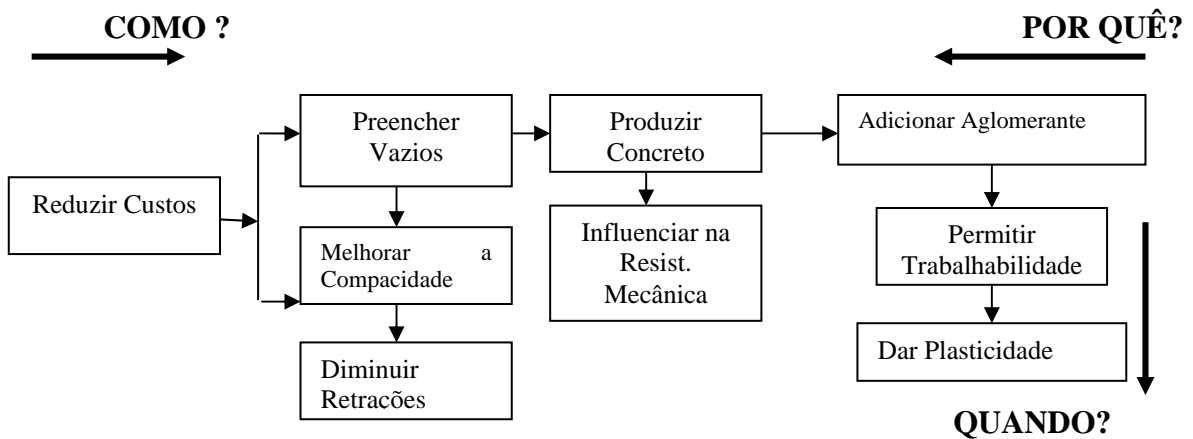 COMO ?
POR QUÊ?
Preencher
Vazios
Produzir
Concreto
Adicionar Aglomerante
Reduzir Custos
Melhorar a
Compacidade
Influenciar na
Resist.
Mecânica
Permitir
Trabalhabilidade
Diminuir
Retracões
Dar Plasticidade
QUANDO?